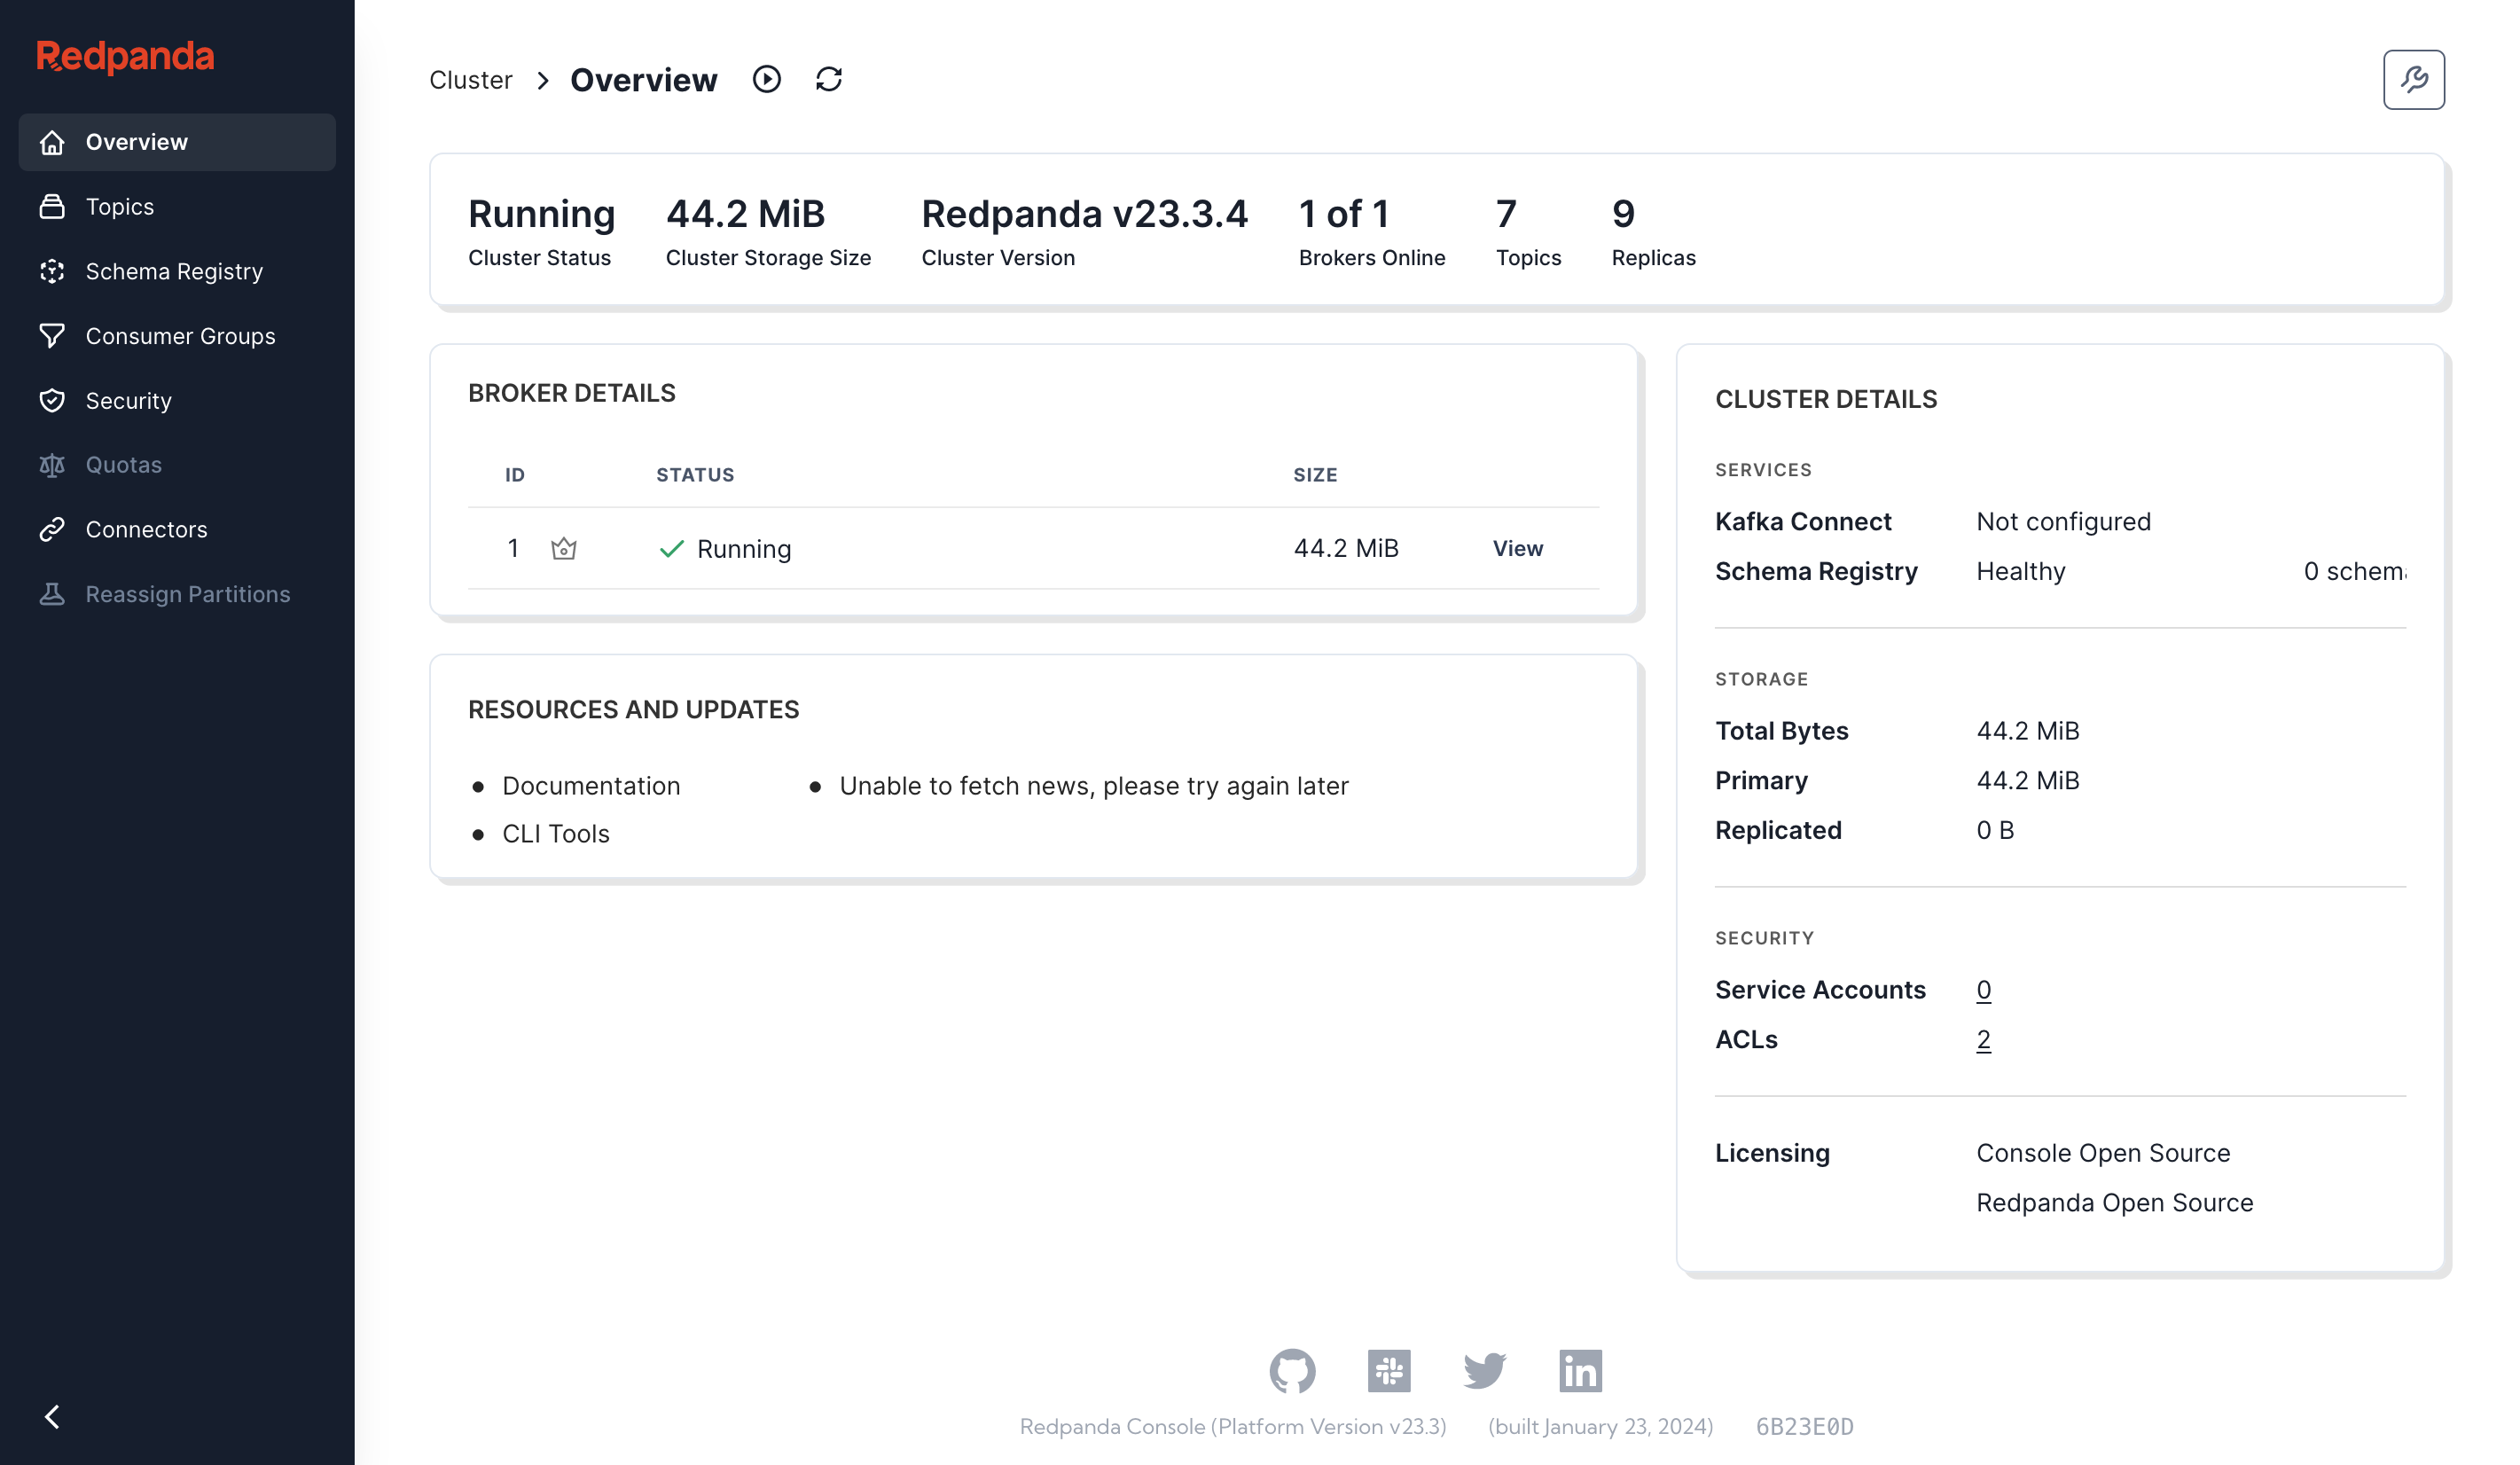 Redpanda
Overview
Topics
Schema Registry
Consumer Groups
Security
Quotas
Connectors
Reassign Partitions
Cluster > Overview
Running 44.2 MiB Redpanda v23.3.4 1 of 1 7 9
Cluster Status Cluster Storage Size Cluster Version Brokers Online Topics Replicas
BROKER DETAILS
ID STATUS SIZE
1 Running 44.2 MiB View
RESOURCES AND UPDATES
Documentation
CLI Tools
Unable to fetch news, please try again later
CLUSTER DETAILS
SERVICES
Kafka Connect Not configured
Schema Registry Healthy 0 schem
STORAGE
Total Bytes 44.2 MiB
Primary 44.2 MiB
Replicated 0 B
SECURITY
Service Accounts 0
ACLs 2
Licensing Console Open Source
Redpanda Open Source
in
Redpanda Console (Platform Version v23.3) (built January 23, 2024) 6B23E0D